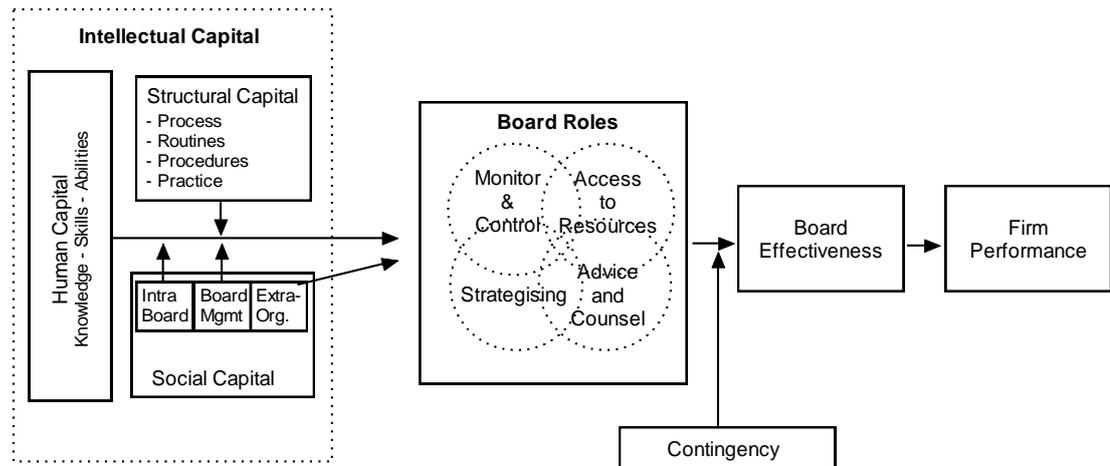 Intellectual Capital
Human Capital
Knowledge - Skills - Abilities
Structural Capital
- Process
- Routines
- Procedures
- Practice
Intra
Board
Board
Mgmt
Extra-
Org.
Social Capital
Board Roles
Monitor
&
Control
Access
to
Resources
Strategising
Advice
and
Counsel
Contingency
Board
Effectiveness
Firm
Performance